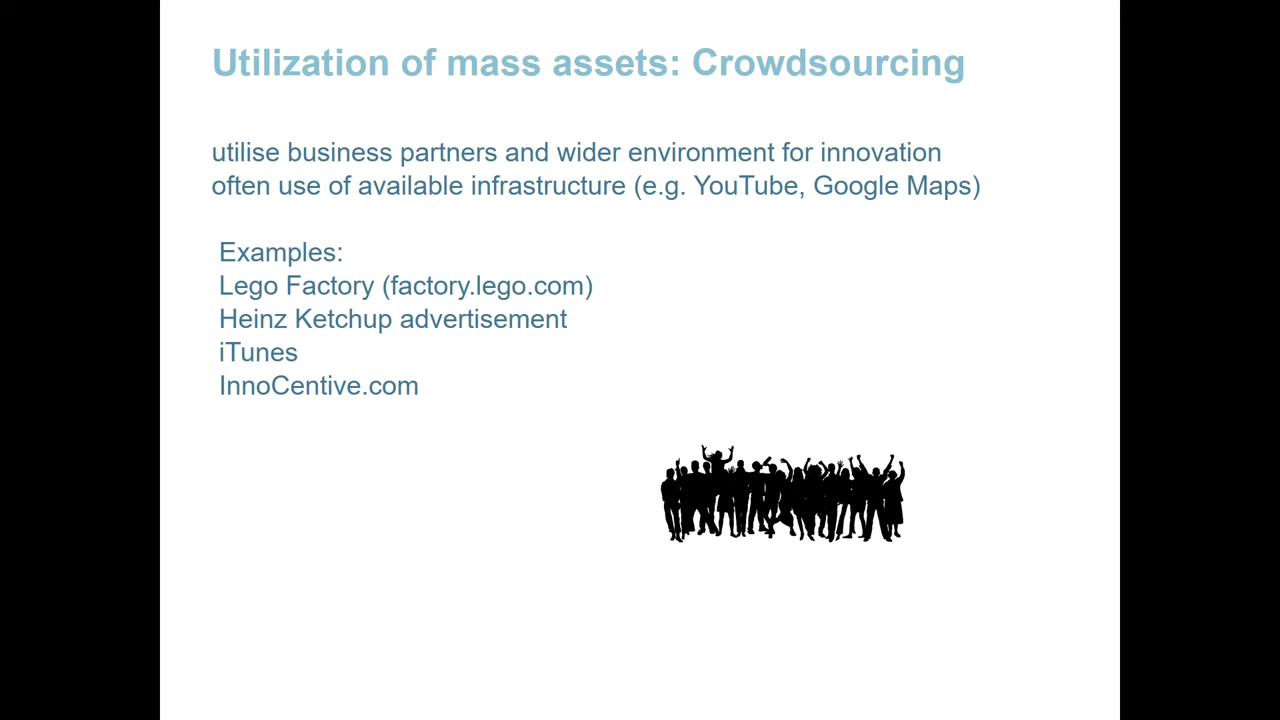 Utilization of mass assets: Crowdsourcing
utilise business partners and wider environment for innovation
often use of available infrastructure (e.g. YouTube, Google Maps)
Examples:
Lego Factory (factory.lego.com)
Heinz Ketchup advertisement
iTunes
InnoCentive.com